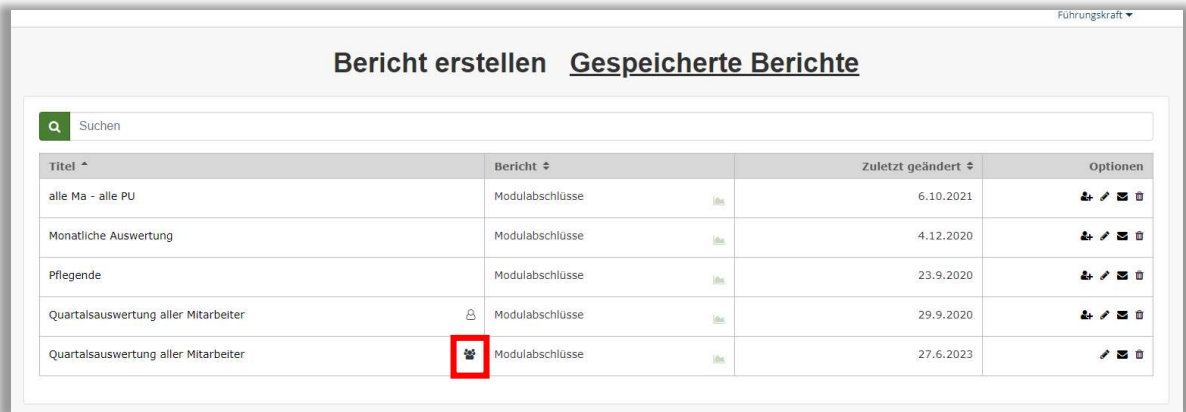 Führungskraft
Bericht erstellen Gespeicherte Berichte
Suchen
Titel Bericht Zuletzt geändert Optionen
alle Ma - alle PU Modulabschlüsse 6.10.2021
Monatliche Auswertung Modulabschlüsse 4.12.2020
Pflegende Modulabschlüsse 23.9.2020
Quartalsauswertung aller Mitarbeiter Modulabschlüsse 29.9.2020
Quartalsauswertung aller Mitarbeiter Modulabschlüsse 27.6.2023